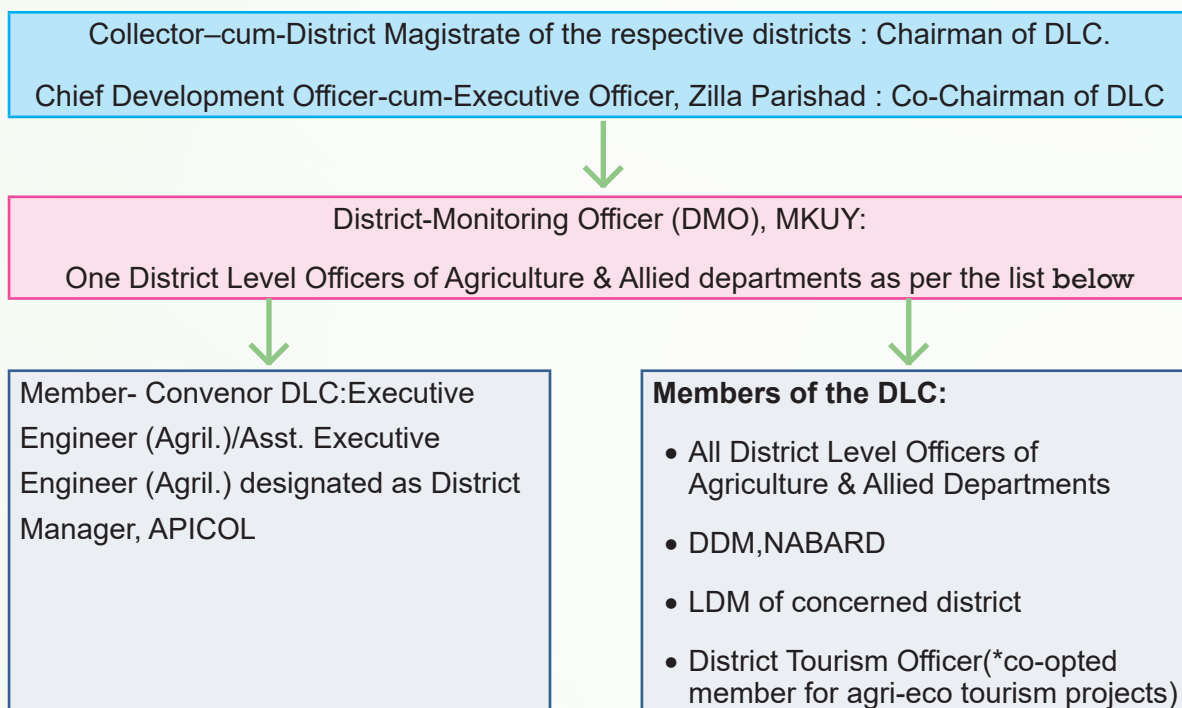 Collector–cum-District Magistrate of the respective districts : Chairman of DLC.
Chief Development Officer-cum-Executive Officer, Zilla Parishad : Co-Chairman of DLC
District-Monitoring Officer (DMO), MKUY:
One District Level Officers of Agriculture & Allied departments as per the list below
Member- Convenor DLC:Executive
Engineer (Agril.)/Asst. Executive
Engineer (Agril.) designated as District
Manager, APICOL
Members of the DLC:
• All District Level Officers of
Agriculture & Allied Departments
• DDM,NABARD
• LDM of concerned district
• District Tourism Officer(*co-opted
member for agri-eco tourism projects)